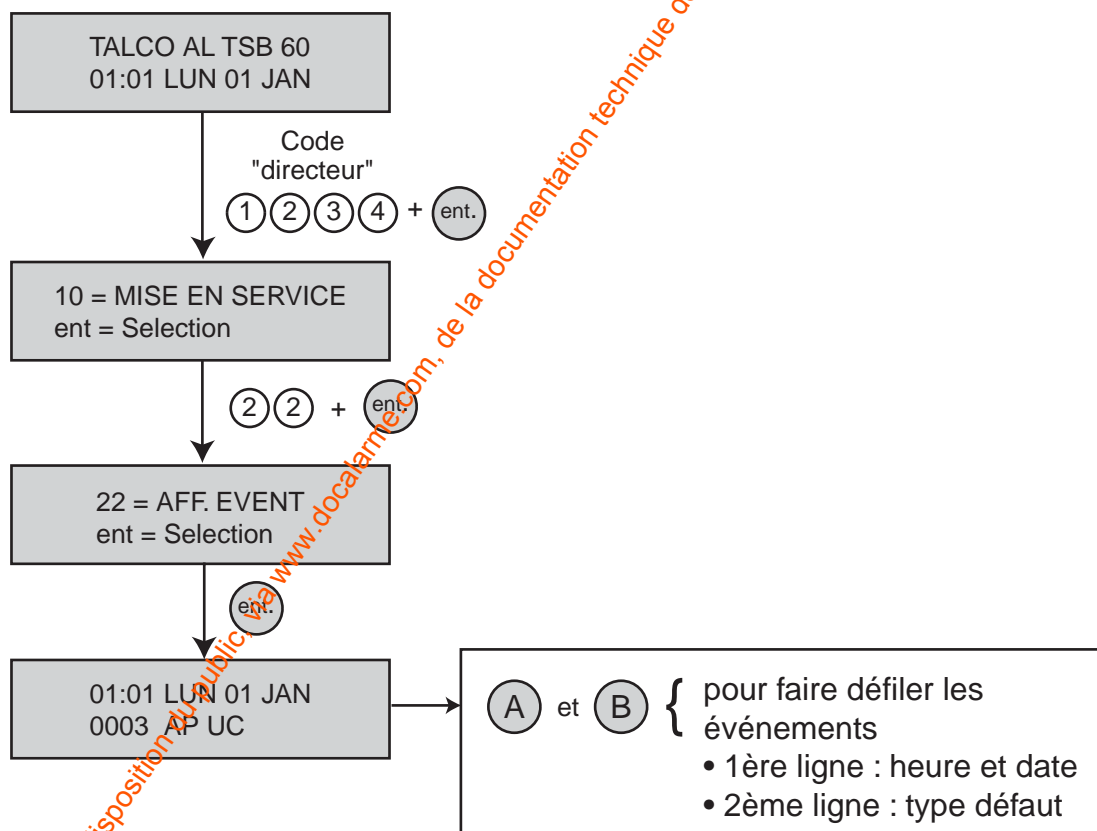 TALCO AL TSB 60
01:01 LUN 01 JAN
Code
"directeur"
1 2 3 4 + ent.
10 = MISE EN SERVICE
ent = Selection
2 2 + ent.
22 = AFF. EVENT
ent = Selection
ent.
01:01 LUN 01 JAN
0003 AP UC
A et B { pour faire défiler les
événements
• 1ère ligne : heure et date
• 2ème ligne : type défaut
disposition du public, via www.docalarme.com, de la documentation technique